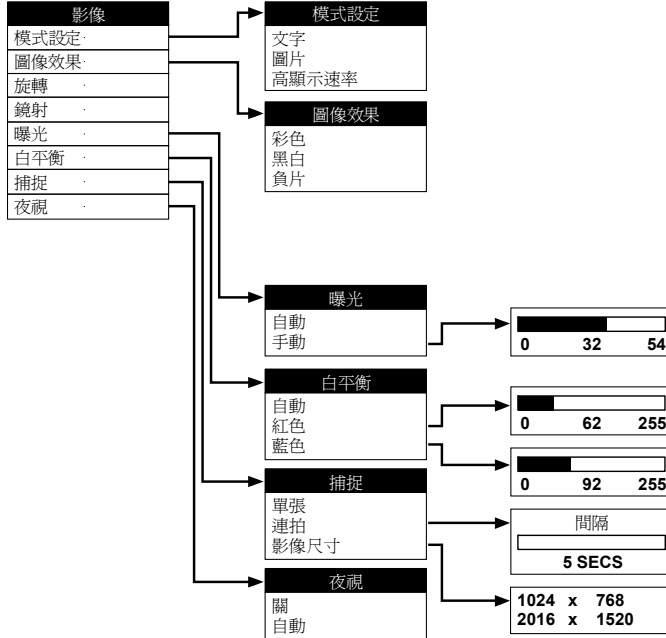 影像
模式設定
圖像效果
旋轉
鏡射
曝光
白平衡
捕捉
夜視
模式設定
文字
圖片
高顯示速率
圖像效果
彩色
黑白
負片
曝光
自動
手動
0 32 54
白平衡
自動
紅色
藍色
0 62 255
0 92 255
捕捉
單張
連拍
影像尺寸
間隔
5 SECS
1024 x 768
2016 x 1520
夜視
關
自動